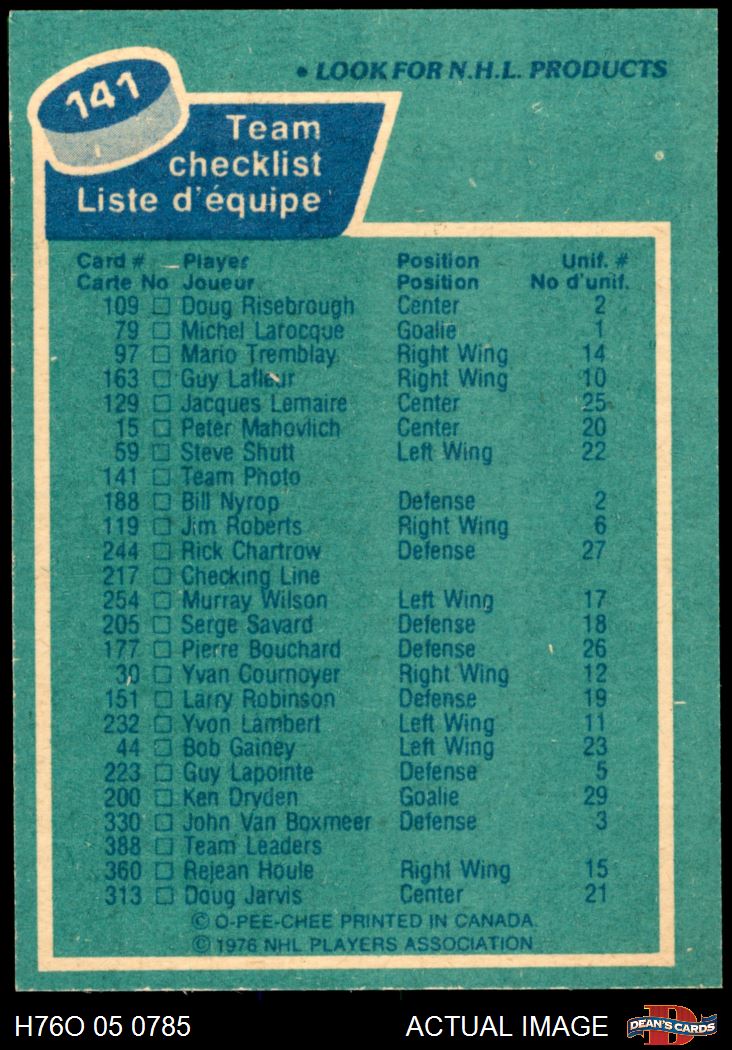 • LOOK FOR N.H.L. PRODUCTS
141
Team
checklist
Liste d'équipe
Card # Player Position Unif. #
Carte No Joueur Position No d'unif.
109 □ Doug Risebrough Center 2
79 □ Michel Larocque Goalie 1
97 □ Mario Tremblay Right Wing 14
163 □ Guy Lafleur Right Wing 10
129 □ Jacques Lemaire Center 25
15 □ Peter Mahovlich Center 20
59 □ Steve Shutt Left Wing 22
141 □ Team Photo
188 □ Bill Nyrop Defense 2
119 □ Jim Roberts Right Wing 6
244 □ Rick Chartrow Defense 27
217 □ Checking Line
254 □ Murray Wilson Left Wing 17
205 □ Serge Savard Defense 18
177 □ Pierre Bouchard Defense 26
30 □ Yvan Cournoyer Right Wing 12
151 □ Larry Robinson Defense 19
232 □ Yvon Lambert Left Wing 11
44 □ Bob Gainey Left Wing 23
223 □ Guy Lapointe Defense 5
200 □ Ken Dryden Goalie 29
330 □ John Van Boxmeer Defense 3
388 □ Team Leaders
360 □ Rejean Houle Right Wing 15
313 □ Doug Jarvis Center 21
© O-PEE-CHEE PRINTED IN CANADA.
© 1976 NHL PLAYERS ASSOCIATION
H76O 05 0785 ACTUAL IMAGE DEAN'S CARDS